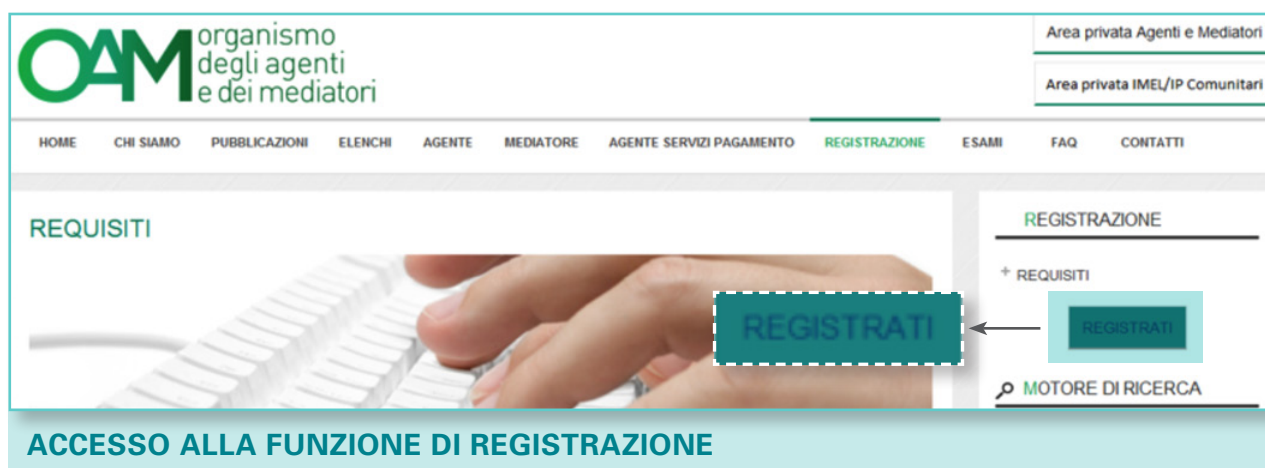 OAM organismo
degli agenti
e dei mediatori
Area privata Agenti e Mediatori
Area privata IMEL/IP Comunitari
HOME CHI SIAMO PUBBLICAZIONI ELENCHI AGENTE MEDIATORE AGENTE SERVIZI PAGAMENTO REGISTRAZIONE ESAMI FAQ CONTATTI
REQUISITI
REGISTRATI
REGISTRAZIONE
+ REQUISITI
REGISTRATI
MOTORE DI RICERCA
ACCESSO ALLA FUNZIONE DI REGISTRAZIONE